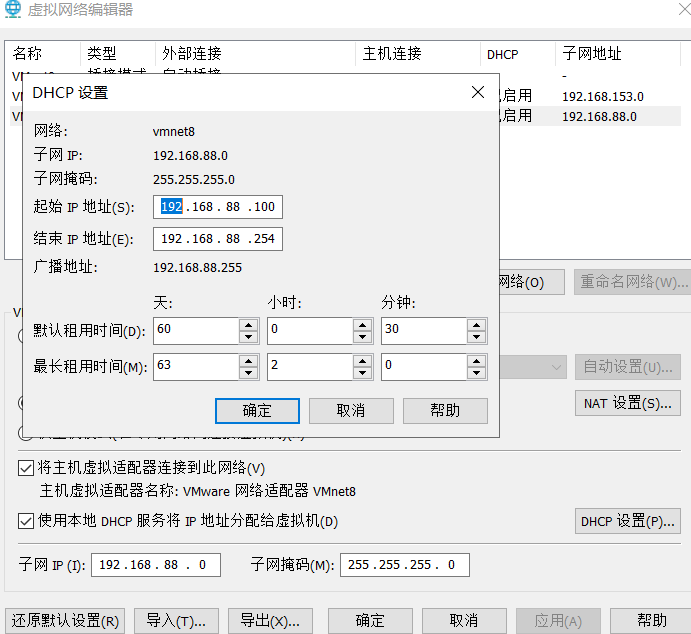 虚拟网络编辑器
名称 类型 外部连接 主机连接 DHCP 子网地址
-
启用 192.168.153.0
启用 192.168.88.0
DHCP 设置
网络: vmnet8
子网 IP: 192.168.88.0
子网掩码: 255.255.255.0
起始 IP 地址(S): 192.168.88.100
结束 IP 地址(E): 192.168.88.254
广播地址: 192.168.88.255
天: 小时: 分钟:
默认租用时间(D): 60 0 30
最长租用时间(M): 63 2 0
确定 取消 帮助
网络(O) 重命名网络(W)...
自动设置(U)...
NAT 设置(S)...
将主机虚拟适配器连接到此网络(V)
主机虚拟适配器名称: VMware 网络适配器 VMnet8
使用本地 DHCP 服务将 IP 地址分配给虚拟机(D)
DHCP 设置(P)...
子网 IP (I): 192.168.88.0 子网掩码(M): 255.255.255.0
还原默认设置(R) 导入(T)... 导出(X)... 确定 取消 应用(A) 帮助